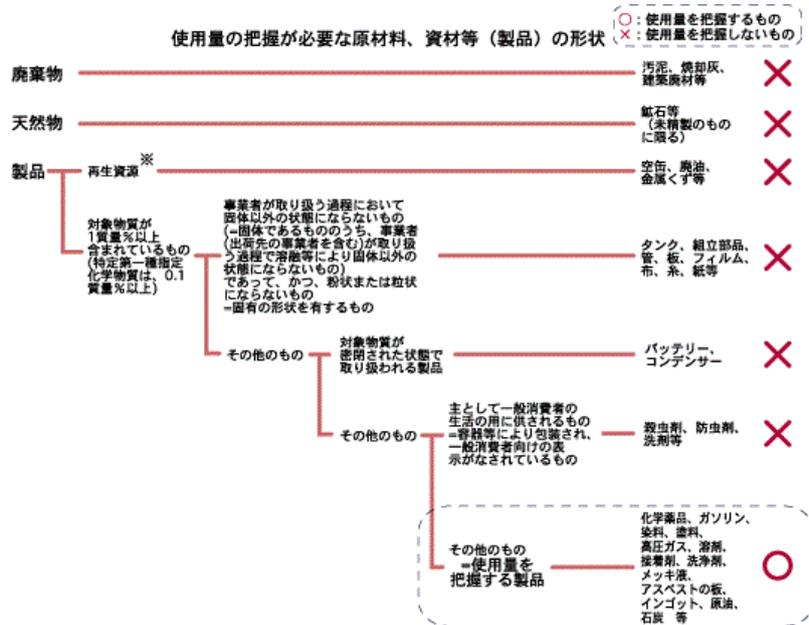 ○：使用量を把握するもの
×：使用量を把握しないもの
使用量の把握が必要な原材料、資材等（製品）の形状
廃棄物
汚泥、焼却灰、
建築廃材等
天然物
鉱石等
（未精製のもの
に限る）
製品
再生資源※
空缶、廃油、
金属くず等
対象物質が
1質量％以上
含まれているもの
(特定第一種指定
化学物質は、0.1
質量％以上)
事業者が取り扱う過程において
固体以外の状態にならないもの
(=固体であるもののうち、事業者
(出荷先の事業者を含む)が取り扱
う過程で溶融等により固体以外の
状態にならないもの)
であって、かつ、粉状または粒状
にならないもの
=固有の形状を有するもの
タンク、組立部品、
管、板、フィルム、
布、糸、紙等
その他のもの
対象物質が
密閉された状態で
取り扱われる製品
バッテリー、
コンデンサー
その他のもの
主として一般消費者の
生活の用に供されるもの
=容器等により包装され、
一般消費者向けの表
示がなされているもの
殺虫剤、防虫剤、
洗剤等
その他のもの
=使用量を
把握する製品
化学薬品、ガソリン、
染料、塗料、
高圧ガス、溶剤、
接着剤、洗浄剤、
メッキ液、
アスベストの板、
インゴット、原油、
石炭　等